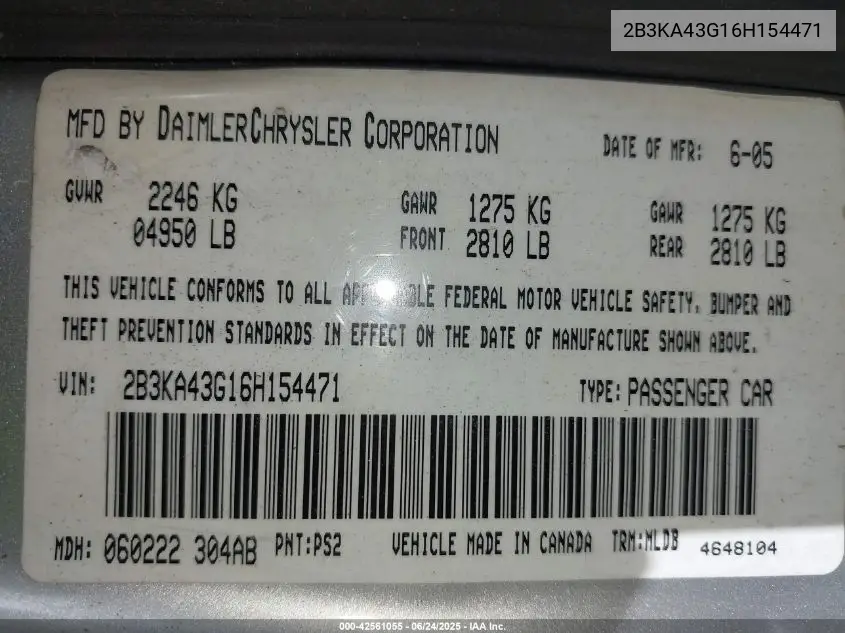 2B3KA43G16H154471
MFD BY DAIMLERCHRYSLER CORPORATION DATE OF MFR: 6-05
GVWR 2246 KG GAWR 1275 KG GAWR 1275 KG
04950 LB FRONT 2810 LB REAR 2810 LB
THIS VEHICLE CONFORMS TO ALL FEDERAL MOTOR VEHICLE SAFETY, BUMPER AND
THEFT PREVENTION STANDARDS IN EFFECT ON THE DATE OF MANUFACTURE SHOWN ABOVE.
VIN: 2B3KA43G16H154471 TYPE: PASSENGER CAR
MDH: 060222 304AB PNT:PS2 VEHICLE MADE IN CANADA TRM:MLDB 4648104
000-42561055 - 06/24/2025 - IAA Inc.